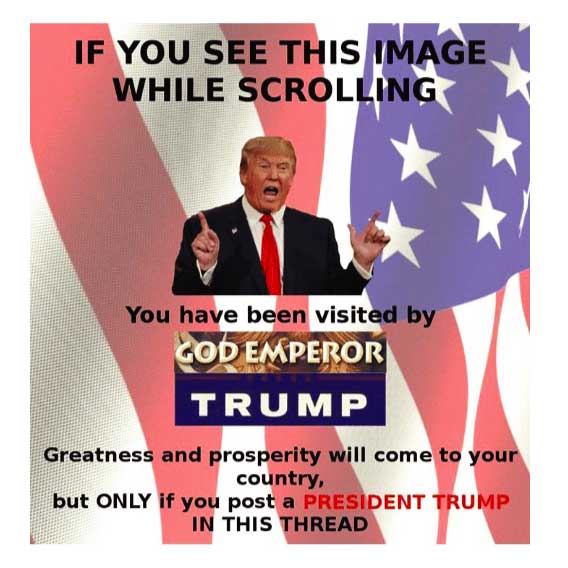 IF YOU SEE THIS IMAGE
WHILE SCROLLING
You have been visited by
GOD EMPEROR
TRUMP
Greatness and prosperity will come to your
country,
but ONLY if you post a PRESIDENT TRUMP
IN THIS THREAD